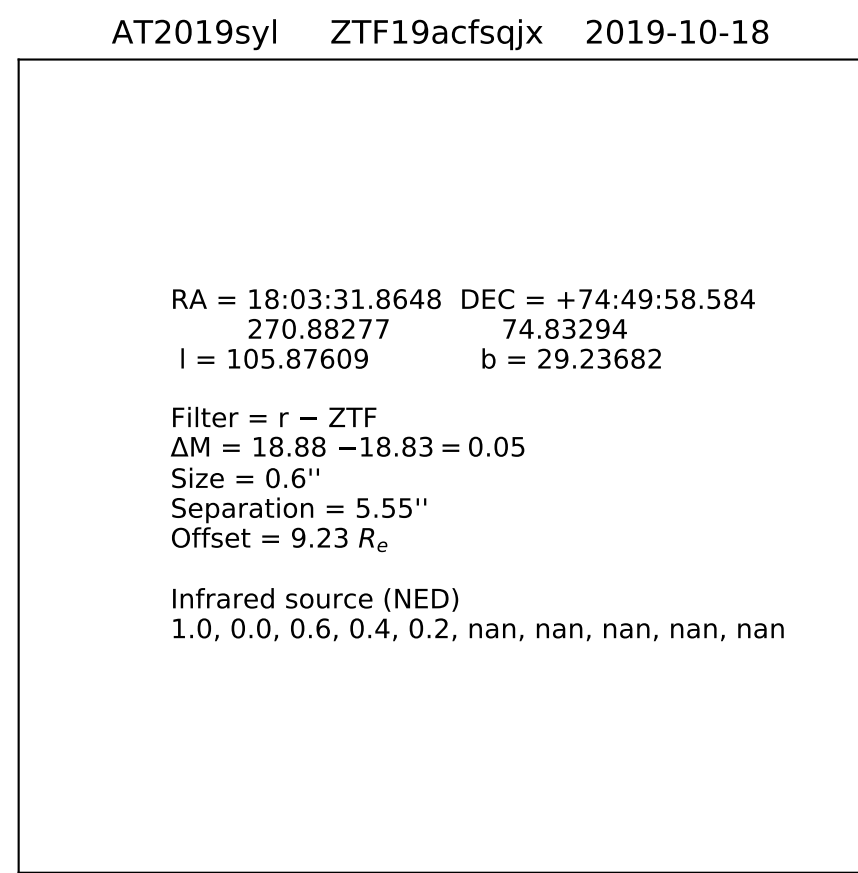 AT2019syl ZTF19acfsqjx 2019-10-18
RA = 18:03:31.8648 DEC = +74:49:58.584
270.88277 74.83294
l = 105.87609 b = 29.23682
Filter = r − ZTF
ΔM = 18.88 −18.83 = 0.05
Size = 0.6''
Separation = 5.55''
Offset = 9.23 Rₑ
Infrared source (NED)
1.0, 0.0, 0.6, 0.4, 0.2, nan, nan, nan, nan, nan